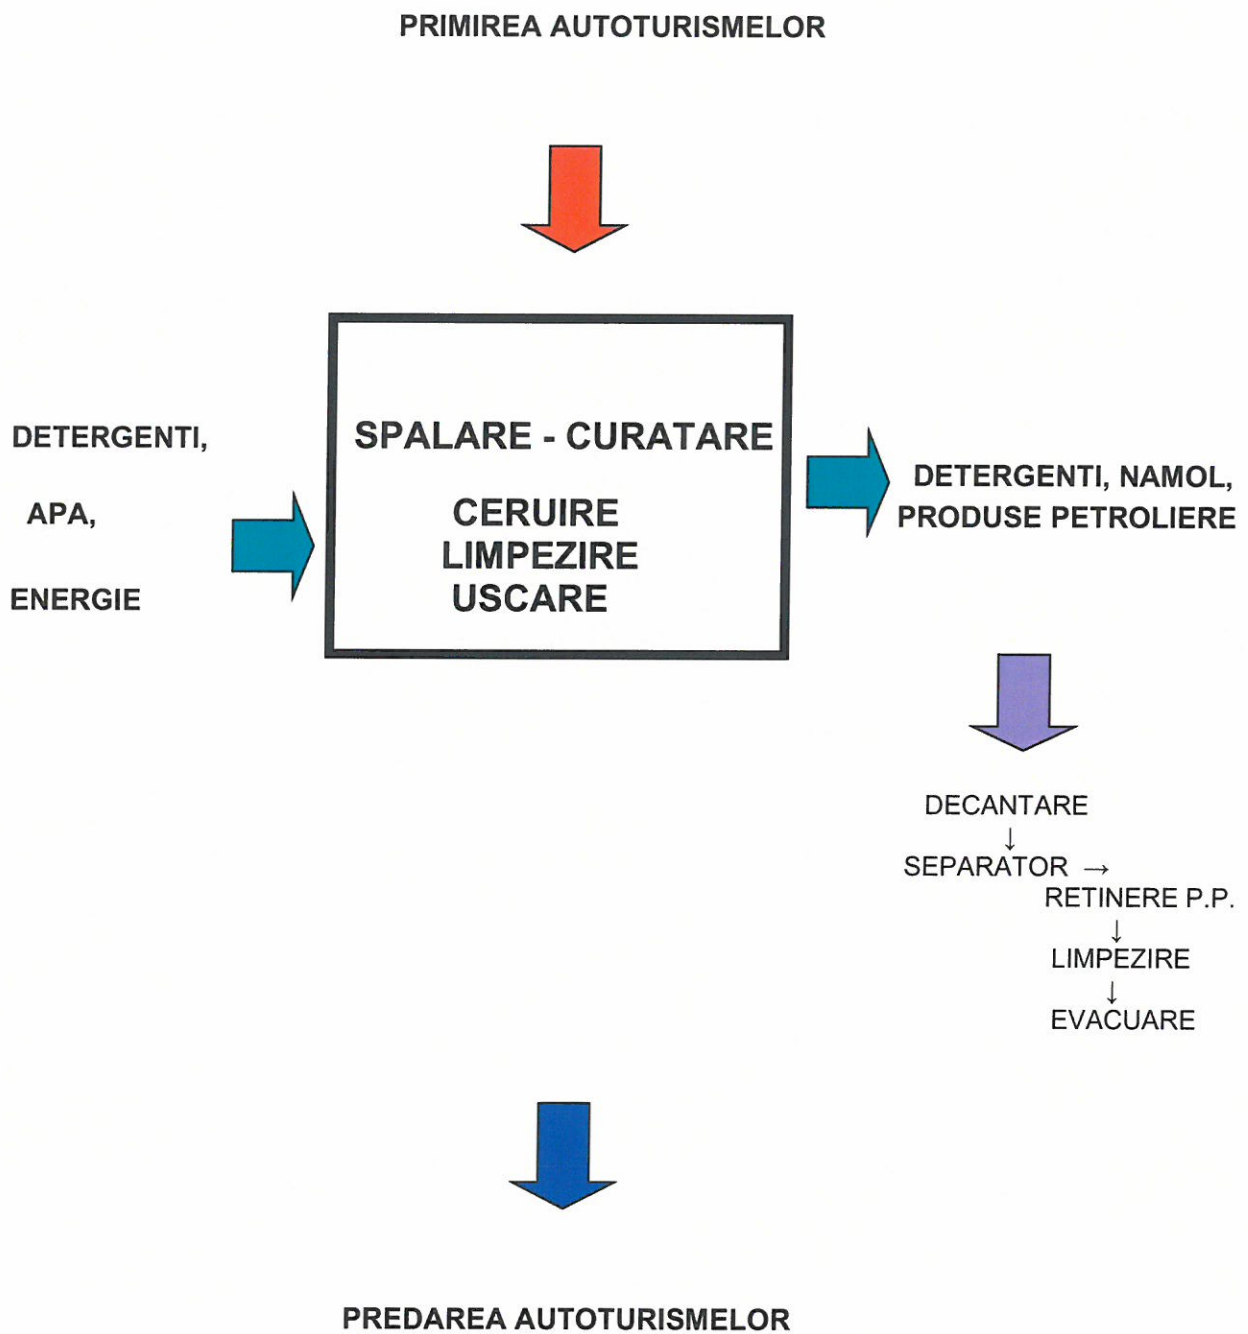 PRIMIREA AUTOTURISMELOR
DETERGENTI,
APA,
ENERGIE
SPALARE - CURATARE
CERUIRE
LIMPEZIRE
USCARE
DETERGENTI, NAMOL,
PRODUSE PETROLIERE
DECANTARE
↓
SEPARATOR →
RETINERE P.P.
↓
LIMPEZIRE
↓
EVACUARE
PREDAREA AUTOTURISMELOR